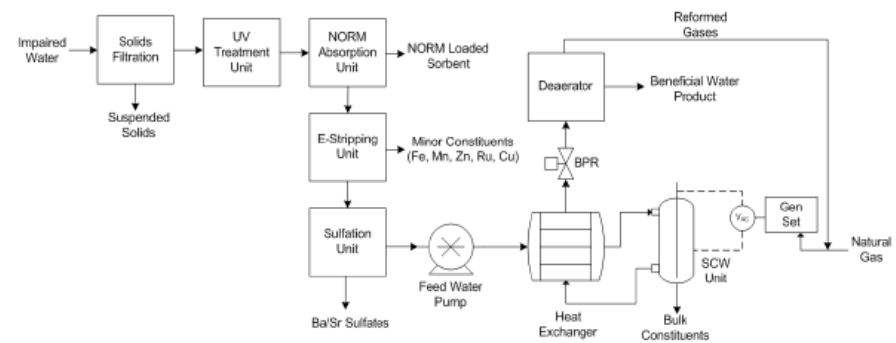 Impaired
Water
Solids
Filtration
UV
Treatment
Unit
NORM
Absorption
Unit
NORM Loaded
Sorbent
Suspended
Solids
E-Stripping
Unit
Minor Constituents
(Fe, Mn, Zn, Ru, Cu)
Sulfation
Unit
Ba/Sr Sulfates
Feed Water
Pump
Heat
Exchanger
BPR
Deaerator
Reformed
Gases
Beneficial Water
Product
SCW
Unit
Bulk
Constituents
VAC
Gen
Set
Natural
Gas